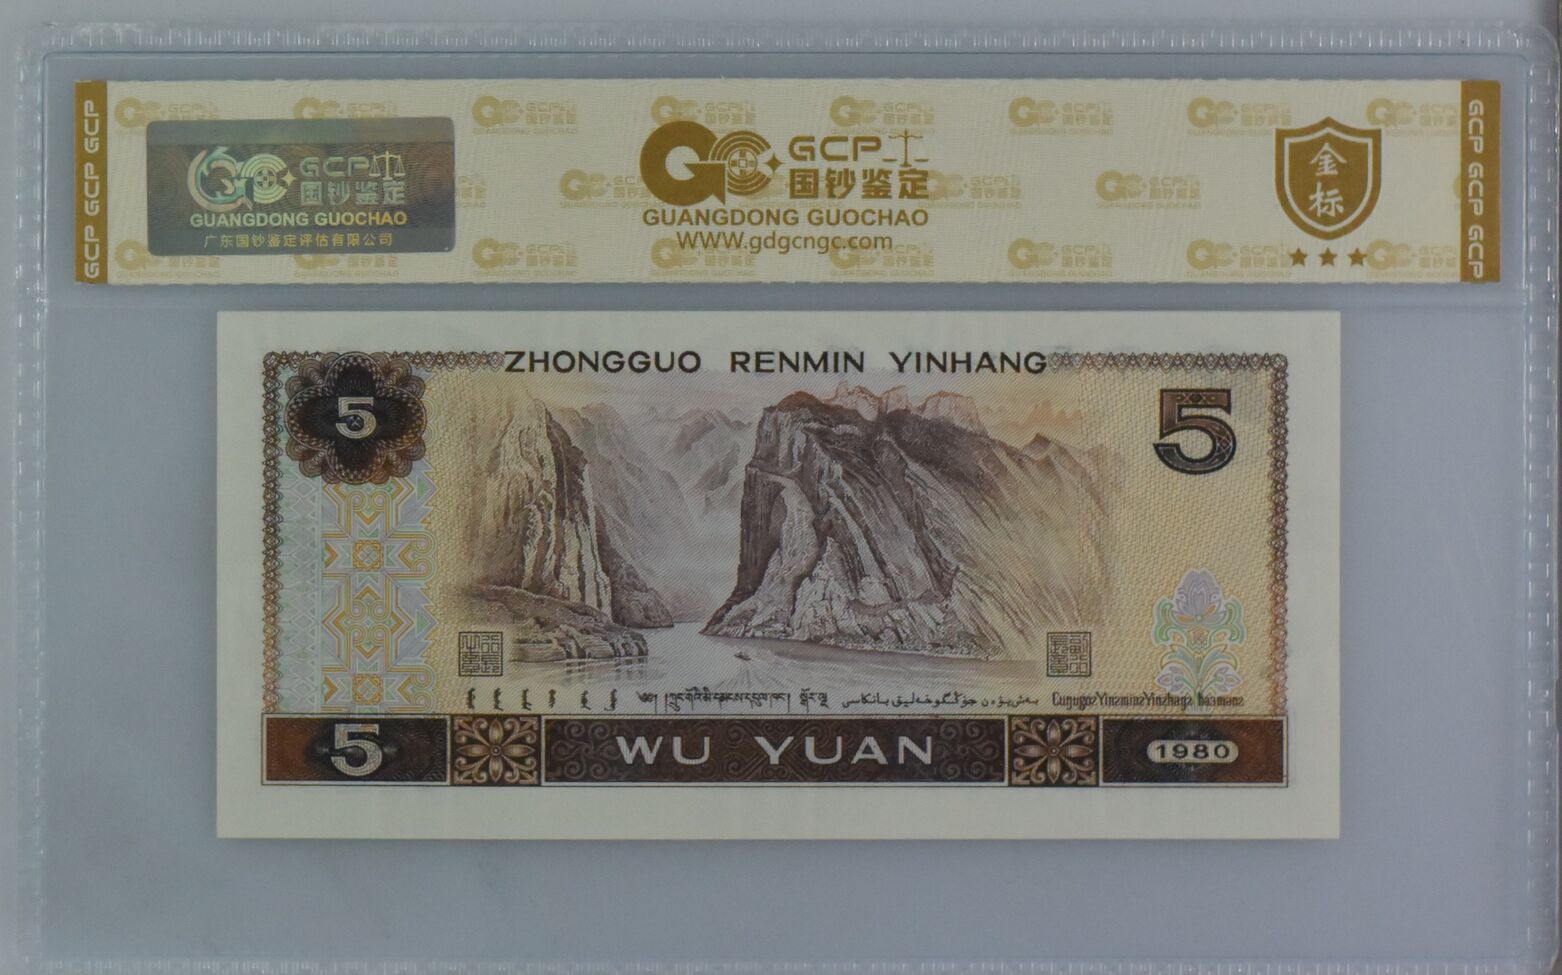 GCP GCP GCP
GCP
国钞鉴定
GUANGDONG GUOCHAO
广东国钞鉴定评估有限公司
GCP
国钞鉴定
GUANGDONG GUOCHAO
WWW.gdgcngc.com
金标
GCP GCP GCP
ZHONGGUO RENMIN YINHANG
5
5
5
WU YUAN
1980